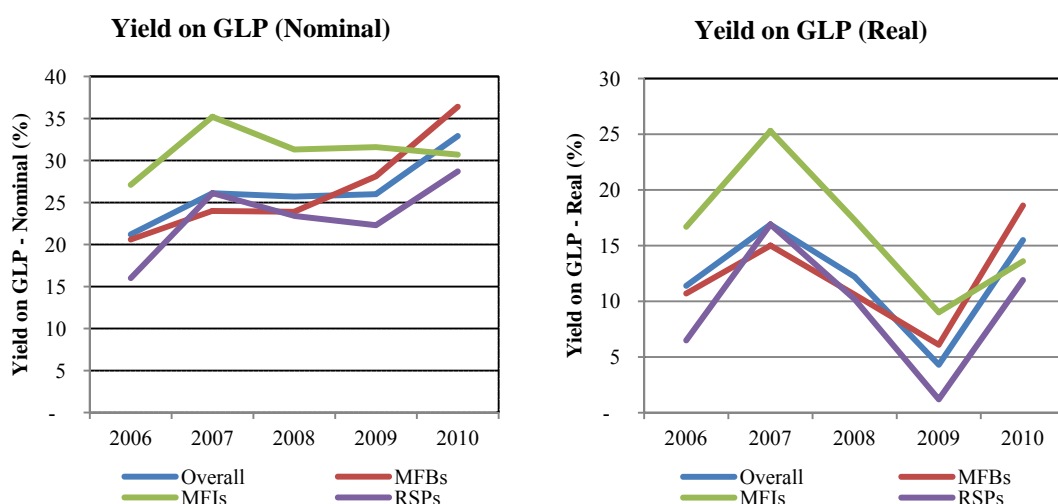 Yield on GLP (Nominal)
Yield on GLP - Nominal (%)
40
35
30
25
20
15
10
5
-
2006 2007 2008 2009 2010
Overall MFBs
MFIs RSPs
Yeild on GLP (Real)
Yield on GLP - Real (%)
30
25
20
15
10
5
-
2006 2007 2008 2009 2010
Overall MFBs
MFIs RSPs